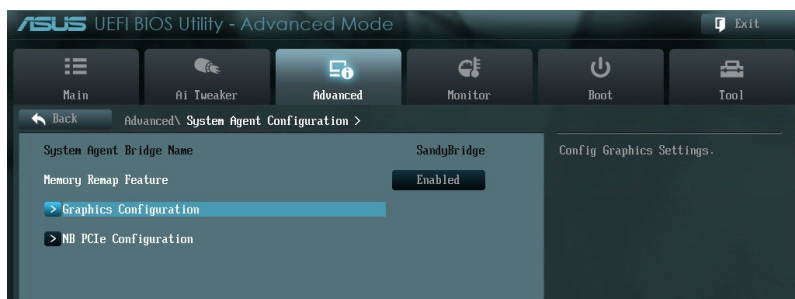 ASUS UEFI BIOS Utility - Advanced Mode
Exit
Main
Ai Tweaker
Advanced
Monitor
Boot
Tool
Back
Advanced\ System Agent Configuration >
System Agent Bridge Name SandyBridge
Memory Remap Feature Enabled
> Graphics Configuration
> NB PCIe Configuration
Config Graphics Settings.